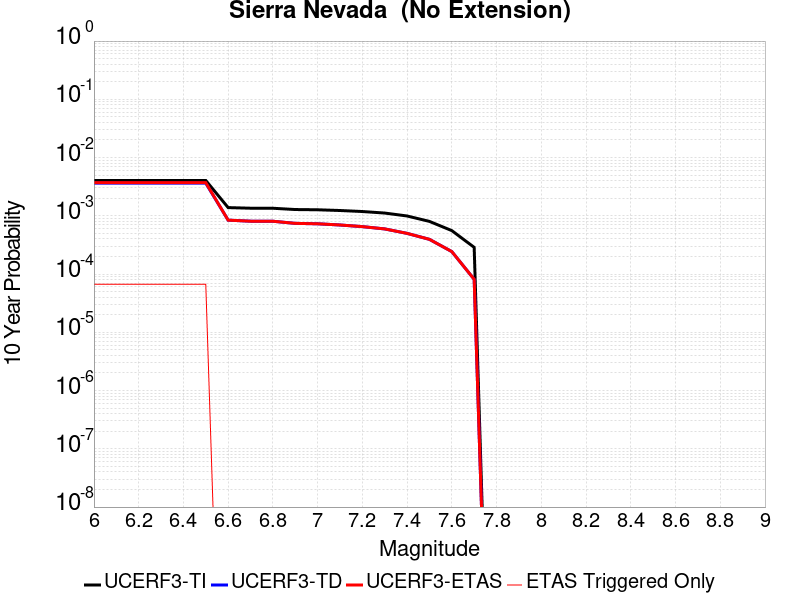 Sierra Nevada  (No Extension)
10^0
10^-1
10^-2
10^-3
10^-4
10^-5
10^-6
10^-7
10^-8
10 Year Probability
6 6.2 6.4 6.6 6.8 7 7.2 7.4 7.6 7.8 8 8.2 8.4 8.6 8.8 9
Magnitude
UCERF3-TI UCERF3-TD UCERF3-ETAS ETAS Triggered Only